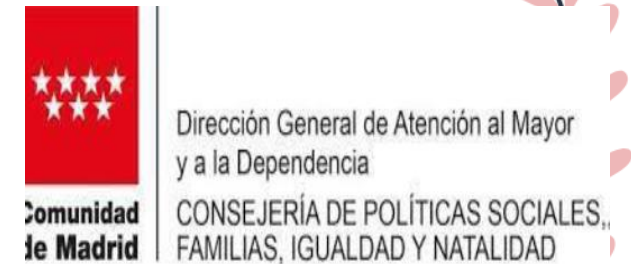 Dirección General de Atención al Mayor
y a la Dependencia
Comunidad
de Madrid
CONSEJERÍA DE POLÍTICAS SOCIALES,,
FAMILIAS, IGUALDAD Y NATALIDAD